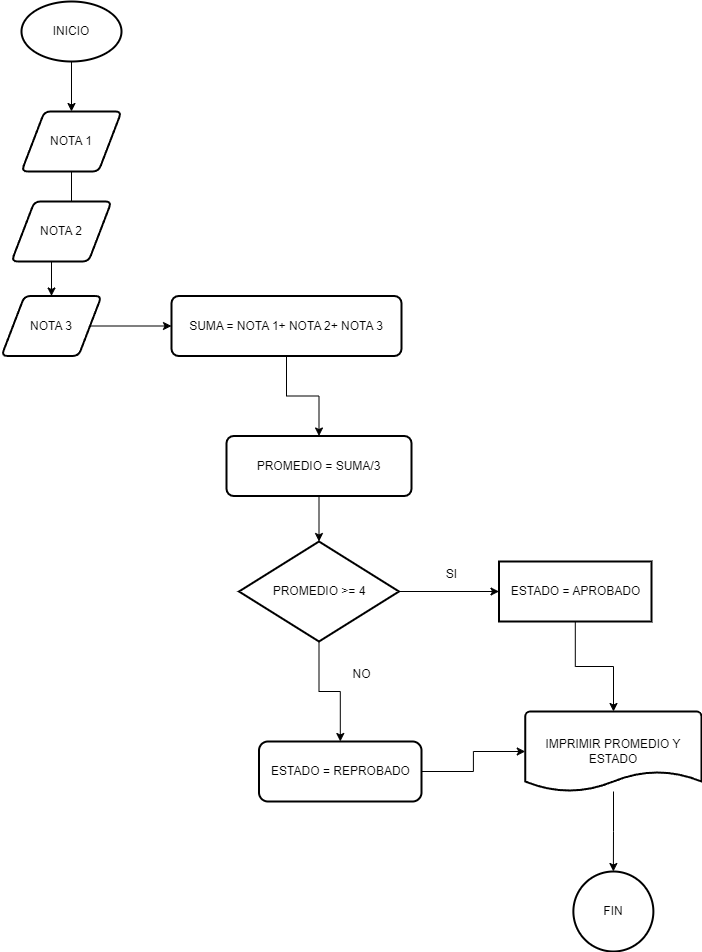 INICIO
NOTA 1
NOTA 2
NOTA 3
SUMA = NOTA 1+ NOTA 2+ NOTA 3
PROMEDIO = SUMA/3
PROMEDIO >= 4
SI
ESTADO = APROBADO
NO
ESTADO = REPROBADO
IMPRIMIR PROMEDIO Y
ESTADO
FIN